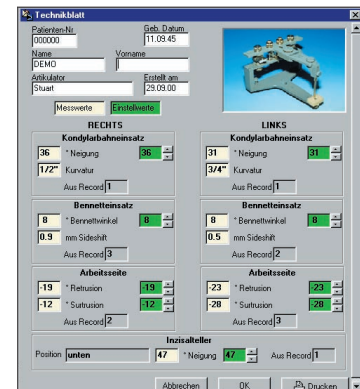 Technikblatt
Patienten-Nr Geb. Datum
000000 11.09.45
Name Vorname
DEMO
Artikulator Erstellt am
Stuart 29.09.00
Messwerte Einstellwerte
RECHTS LINKS
Kondylarbahneinsatz Kondylarbahneinsatz
36 ° Neigung 36 31 ° Neigung 31
1/2" Kurvatur 3/4" Kurvatur
Aus Record 1 Aus Record 1
Bennetteinsatz Bennetteinsatz
8 ° Bennettwinkel 8 8 ° Bennettwinkel 8
0.9 mm Sideshift 0.5 mm Sideshift
Aus Record 3 Aus Record 2
Arbeitsseite Arbeitsseite
-19 ° Retrusion -19 -23 ° Retrusion -23
-12 ° Surtrusion -12 -28 ° Surtrusion -28
Aus Record 2 Aus Record 3
Inzisalteller
Position unten 47 ° Neigung 47 Aus Record 1
Abbrechen OK Drucken